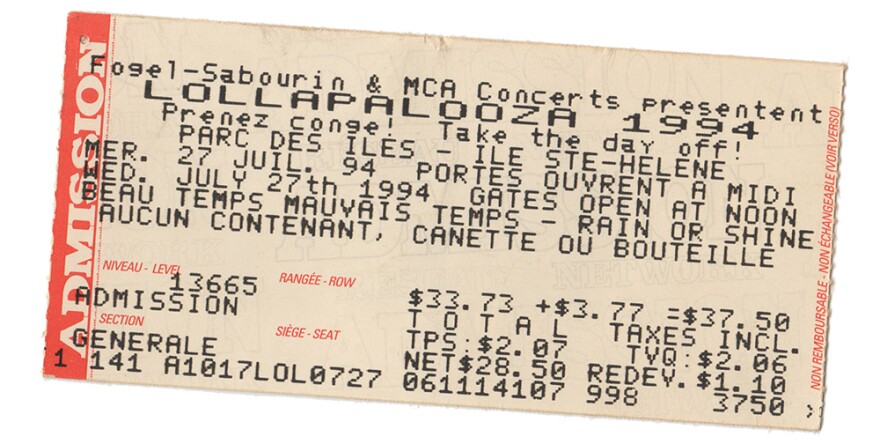 ADMISSION
Fogel-Sabourin & MCA Concerts presentent
LOLLAPALOOZA 1994
Prenez conge! Take the day off!
PARC DES ILES - ILE STE-HELENE
MER. 27 JUIL. 94 PORTES OUVRENT A MIDI
WED. JULY 27th 1994 GATES OPEN AT NOON
BEAU TEMPS MAUVAIS TEMPS - RAIN OR SHINE
AUCUN CONTENANT, CANETTE OU BOUTEILLE
NIVEAU - LEVEL RANGÉE - ROW
13665
ADMISSION $33.73 +$3.77 =$37.50
SECTION SIÈGE - SEAT T O T A L TAXES INCL.
GENERALE TPS:$2.07 TVQ:$2.06
NET$28.50 REDEV.$1.10
1 141 A1017LOL0727 061114107 998 3750
NON REMBOURSABLE - NON ÉCHANGEABLE (VOIR VERSO)